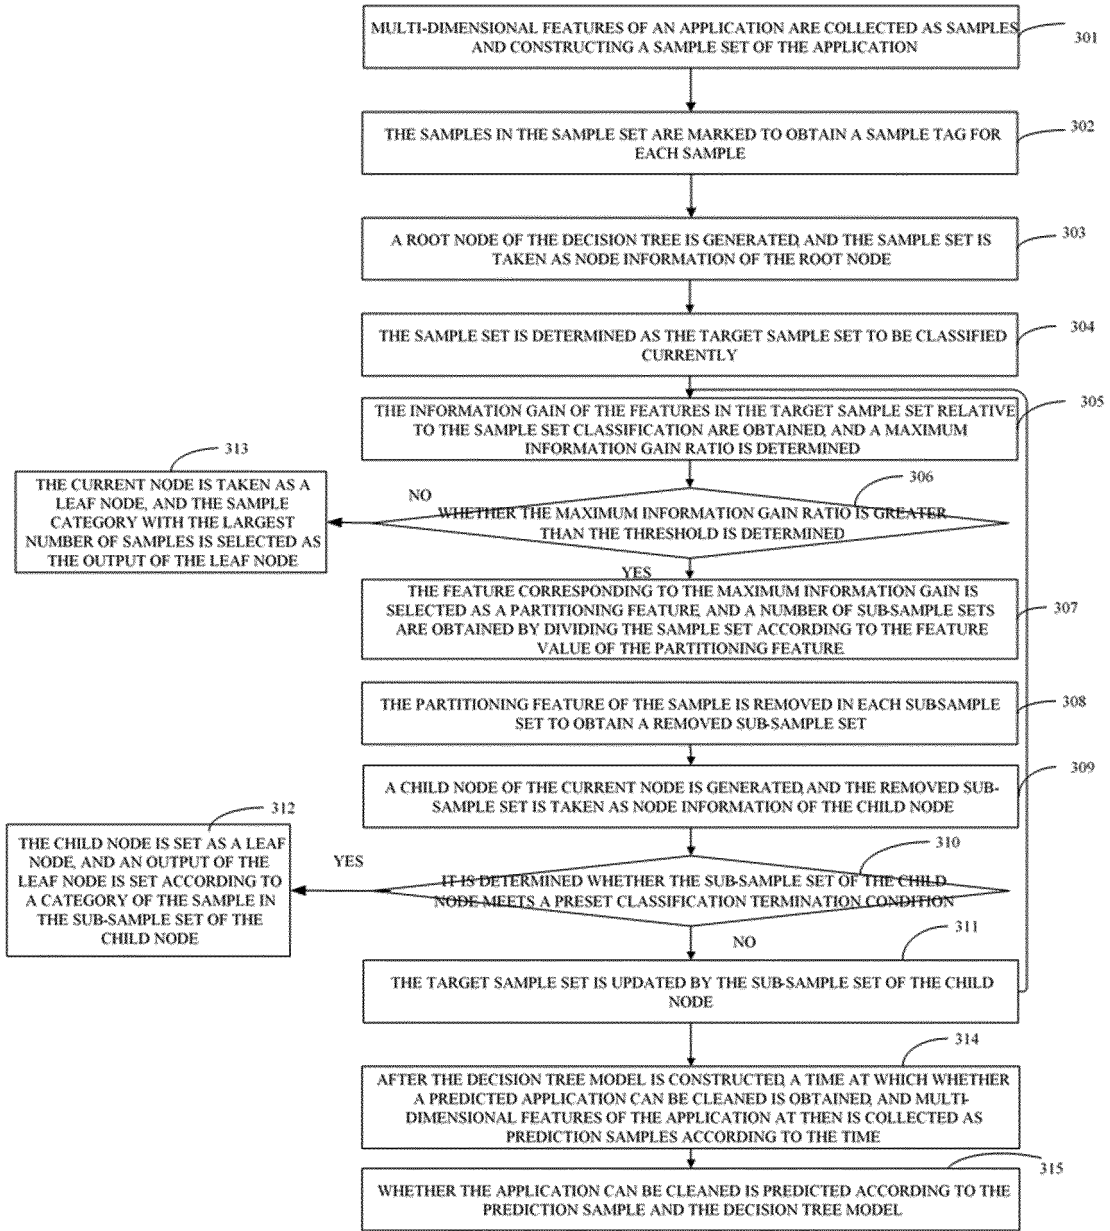 MULTI-DIMENSIONAL FEATURES OF AN APPLICATION ARE COLLECTED AS SAMPLES
AND CONSTRUCTING A SAMPLE SET OF THE APPLICATION
301
THE SAMPLES IN THE SAMPLE SET ARE MARKED TO OBTAIN A SAMPLE TAG FOR
EACH SAMPLE
302
A ROOT NODE OF THE DECISION TREE IS GENERATED, AND THE SAMPLE SET IS
TAKEN AS NODE INFORMATION OF THE ROOT NODE
303
THE SAMPLE SET IS DETERMINED AS THE TARGET SAMPLE SET TO BE CLASSIFIED
CURRENTLY
304
THE INFORMATION GAIN OF THE FEATURES IN THE TARGET SAMPLE SET RELATIVE
TO THE SAMPLE SET CLASSIFICATION ARE OBTAINED, AND A MAXIMUM
INFORMATION GAIN RATIO IS DETERMINED
305
WHETHER THE MAXIMUM INFORMATION GAIN RATIO IS GREATER
THAN THE THRESHOLD IS DETERMINED
306
NO
313
THE CURRENT NODE IS TAKEN AS A
LEAF NODE, AND THE SAMPLE
CATEGORY WITH THE LARGEST
NUMBER OF SAMPLES IS SELECTED AS
THE OUTPUT OF THE LEAF NODE
YES
THE FEATURE CORRESPONDING TO THE MAXIMUM INFORMATION GAIN IS
SELECTED AS A PARTITIONING FEATURE, AND A NUMBER OF SUB-SAMPLE SETS
ARE OBTAINED BY DIVIDING THE SAMPLE SET ACCORDING TO THE FEATURE
VALUE OF THE PARTITIONING FEATURE
307
THE PARTITIONING FEATURE OF THE SAMPLE IS REMOVED IN EACH SUB-SAMPLE
SET TO OBTAIN A REMOVED SUB-SAMPLE SET
308
A CHILD NODE OF THE CURRENT NODE IS GENERATED, AND THE REMOVED SUB-
SAMPLE SET IS TAKEN AS NODE INFORMATION OF THE CHILD NODE
309
IT IS DETERMINED WHETHER THE SUB-SAMPLE SET OF THE CHILD
NODE MEETS A PRESET CLASSIFICATION TERMINATION CONDITION
310
YES
312
THE CHILD NODE IS SET AS A LEAF
NODE, AND AN OUTPUT OF THE
LEAF NODE IS SET ACCORDING TO
A CATEGORY OF THE SAMPLE IN
THE SUB-SAMPLE SET OF THE
CHILD NODE
NO
311
THE TARGET SAMPLE SET IS UPDATED BY THE SUB-SAMPLE SET OF THE CHILD
NODE
314
AFTER THE DECISION TREE MODEL IS CONSTRUCTED, A TIME AT WHICH WHETHER
A PREDICTED APPLICATION CAN BE CLEANED IS OBTAINED, AND MULTI-
DIMENSIONAL FEATURES OF THE APPLICATION AT THEN IS COLLECTED AS
PREDICTION SAMPLES ACCORDING TO THE TIME
315
WHETHER THE APPLICATION CAN BE CLEANED IS PREDICTED ACCORDING TO THE
PREDICTION SAMPLE AND THE DECISION TREE MODEL